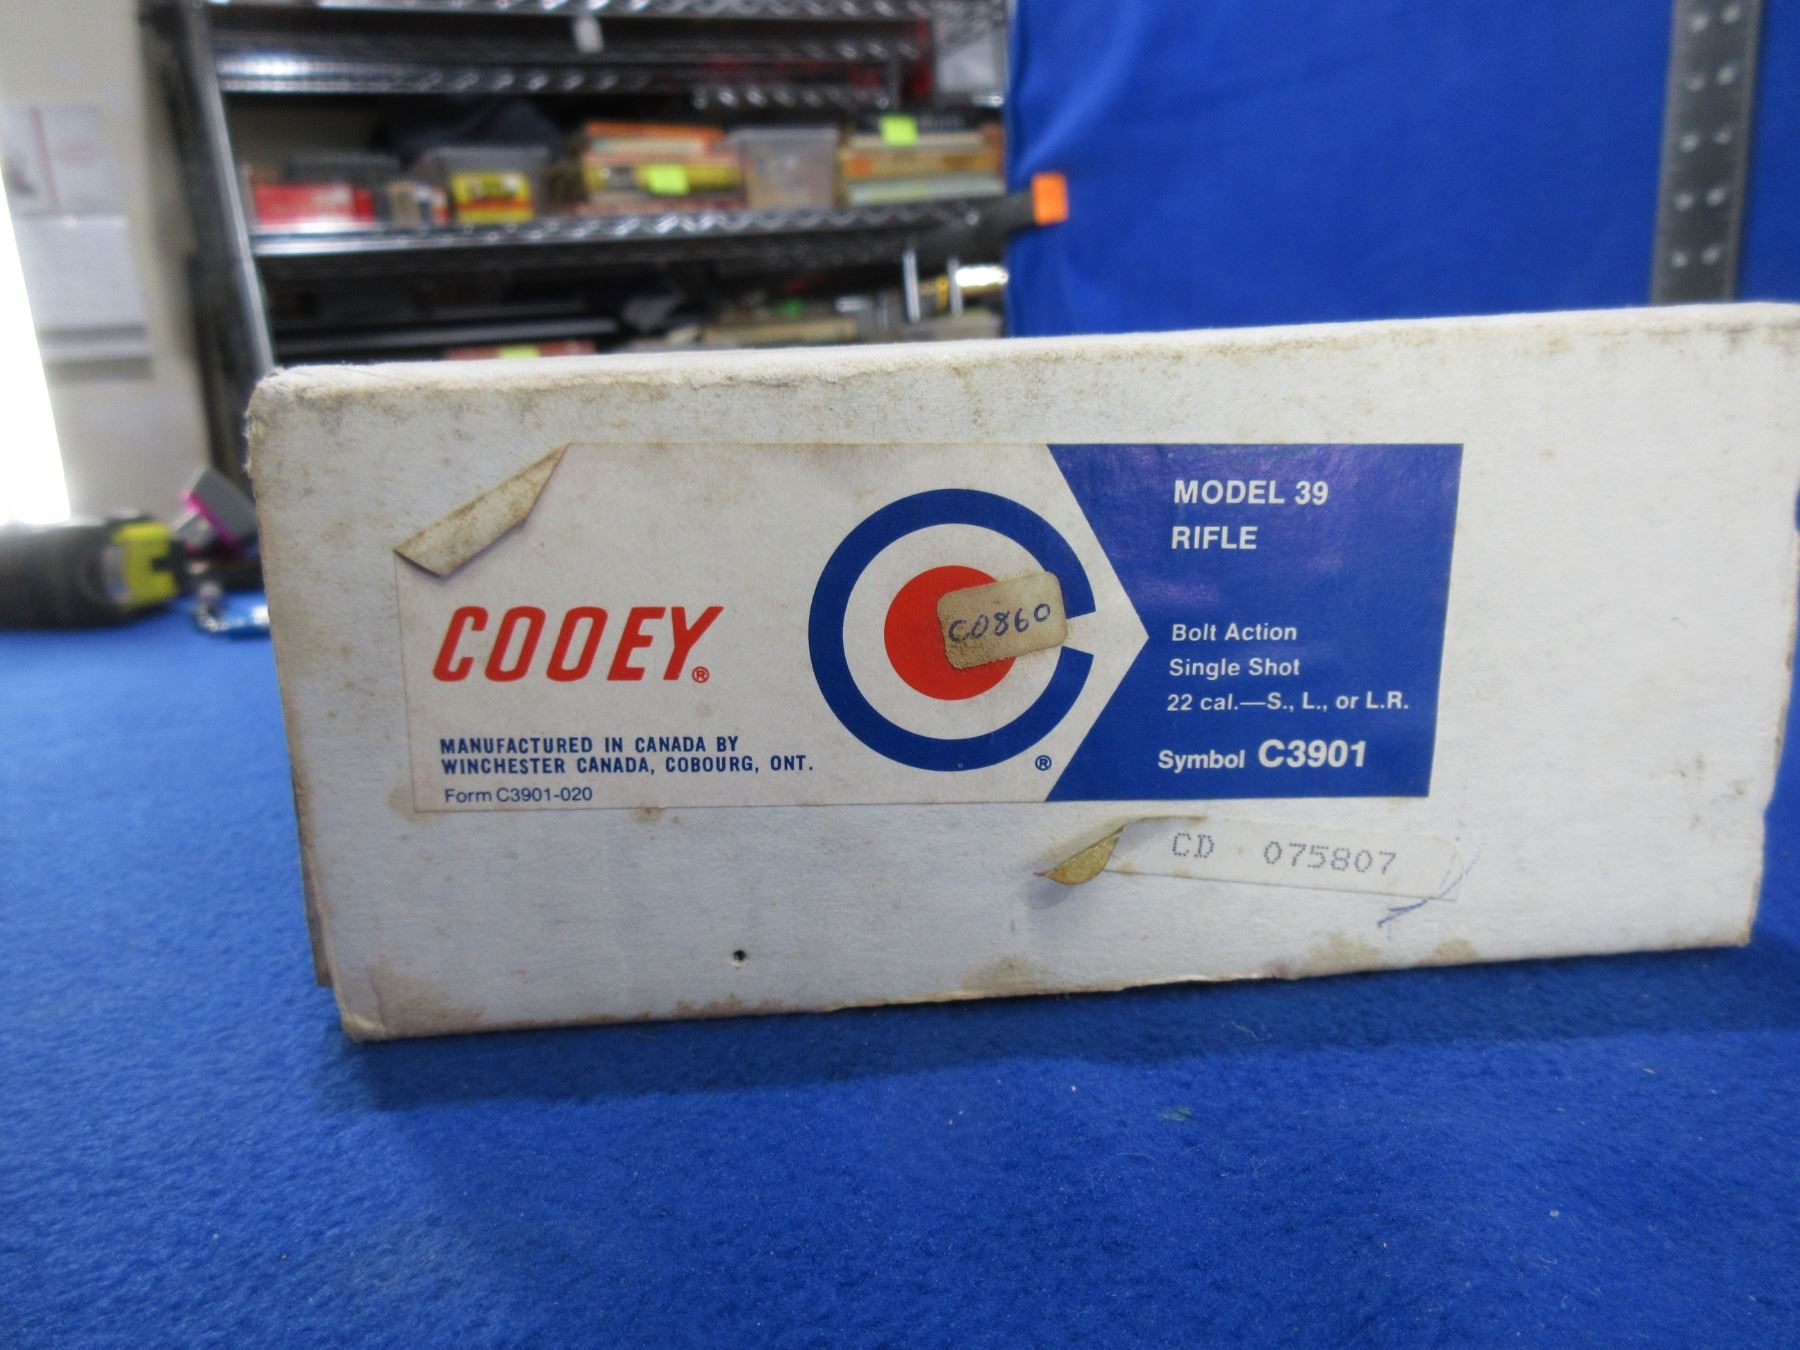 COOEY®
MANUFACTURED IN CANADA BY
WINCHESTER CANADA, COBOURG, ONT.
Form C3901-020
C0860
®
MODEL 39
RIFLE
Bolt Action
Single Shot
22 cal.—S., L., or L.R.
Symbol C3901
CD 075807